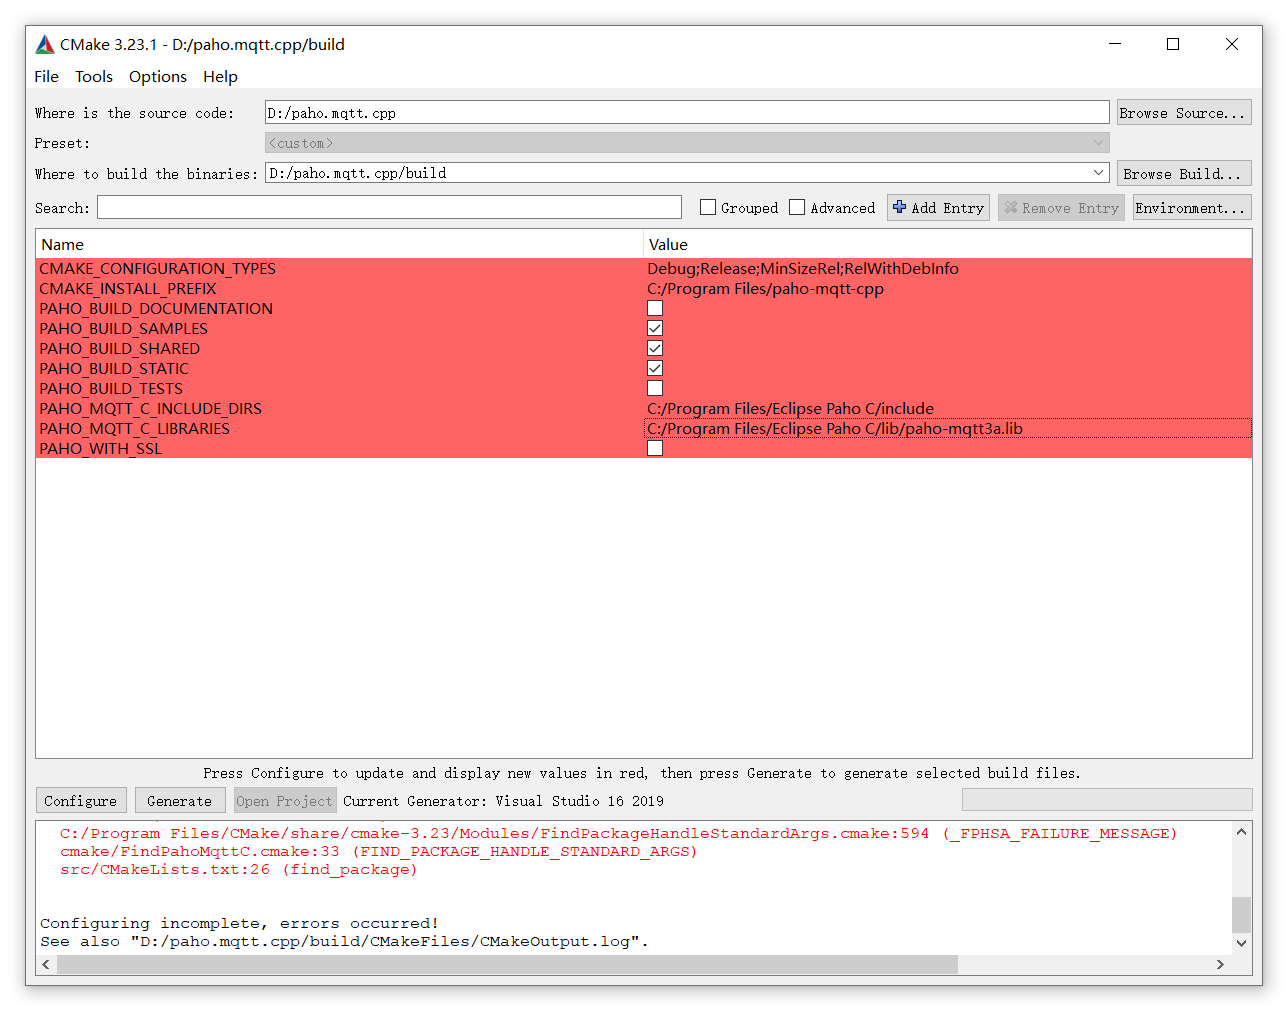 CMake 3.23.1 - D:/paho.mqtt.cpp/build
File Tools Options Help
Where is the source code: D:/paho.mqtt.cpp Browse Source...
Preset: <custom>
Where to build the binaries: D:/paho.mqtt.cpp/build Browse Build...
Search: Grouped Advanced Add Entry Remove Entry Environment...
Name Value
CMAKE_CONFIGURATION_TYPES Debug;Release;MinSizeRel;RelWithDebInfo
CMAKE_INSTALL_PREFIX C:/Program Files/paho-mqtt-cpp
PAHO_BUILD_DOCUMENTATION
PAHO_BUILD_SAMPLES
PAHO_BUILD_SHARED
PAHO_BUILD_STATIC
PAHO_BUILD_TESTS
PAHO_MQTT_C_INCLUDE_DIRS C:/Program Files/Eclipse Paho C/include
PAHO_MQTT_C_LIBRARIES C:/Program Files/Eclipse Paho C/lib/paho-mqtt3a.lib
PAHO_WITH_SSL
Press Configure to update and display new values in red, then press Generate to generate selected build files.
Configure Generate Open Project Current Generator: Visual Studio 16 2019
C:/Program Files/CMake/share/cmake-3.23/Modules/FindPackageHandleStandardArgs.cmake:594 (_FPHSA_FAILURE_MESSAGE)
cmake/FindPahoMqttC.cmake:33 (FIND_PACKAGE_HANDLE_STANDARD_ARGS)
src/CMakeLists.txt:26 (find_package)
Configuring incomplete, errors occurred!
See also "D:/paho.mqtt.cpp/build/CMakeFiles/CMakeOutput.log".